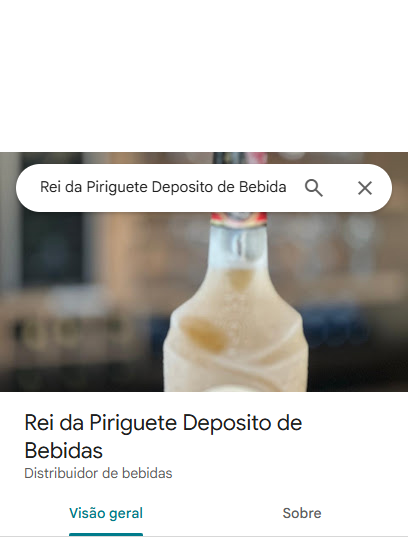 Rei da Piriguete Deposito de Bebida
Rei da Piriguete Deposito de
Bebidas
Distribuidor de bebidas
Visão geral
Sobre